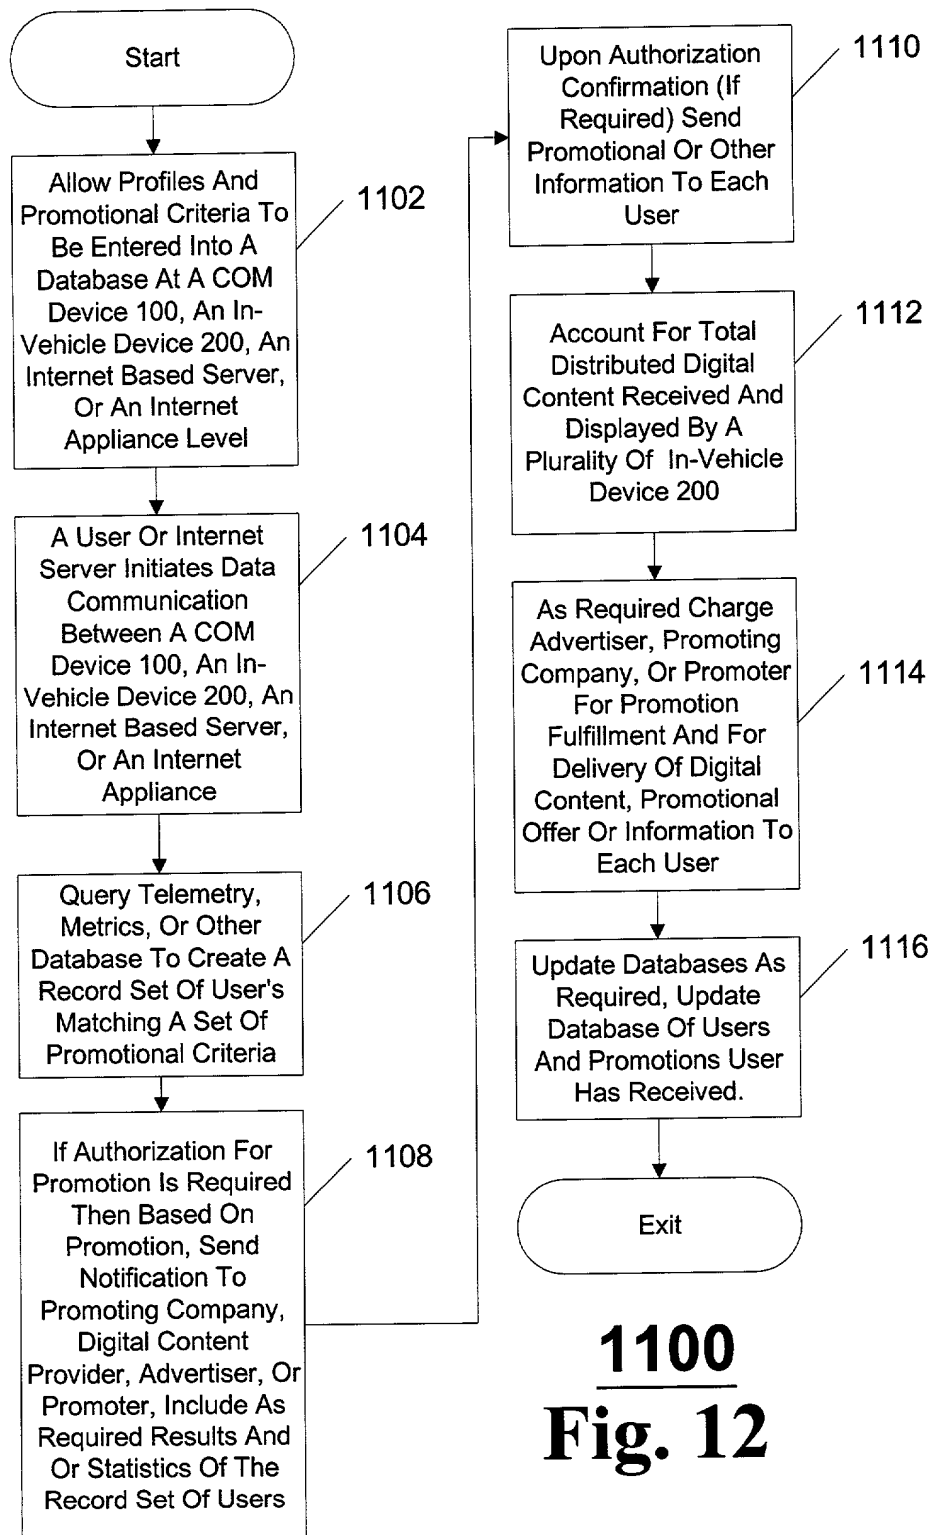 Start
Allow Profiles And
Promotional Criteria To
Be Entered Into A
Database At A COM
Device 100, An In-
Vehicle Device 200, An
Internet Based Server,
Or An Internet
Appliance Level
1102
A User Or Internet
Server Initiates Data
Communication
Between A COM
Device 100, An In-
Vehicle Device 200, An
Internet Based Server,
Or An Internet
Appliance
1104
Query Telemetry,
Metrics, Or Other
Database To Create A
Record Set Of User's
Matching A Set Of
Promotional Criteria
1106
If Authorization For
Promotion Is Required
Then Based On
Promotion, Send
Notification To
Promoting Company,
Digital Content
Provider, Advertiser, Or
Promoter, Include As
Required Results And
Or Statistics Of The
Record Set Of Users
1108
Upon Authorization
Confirmation (If
Required) Send
Promotional Or Other
Information To Each
User
1110
Account For Total
Distributed Digital
Content Received And
Displayed By A
Plurality Of In-Vehicle
Device 200
1112
As Required Charge
Advertiser, Promoting
Company, Or Promoter
For Promotion
Fulfillment And For
Delivery Of Digital
Content, Promotional
Offer Or Information To
Each User
1114
Update Databases As
Required, Update
Database Of Users
And Promotions User
Has Received.
1116
Exit
1100
Fig. 12